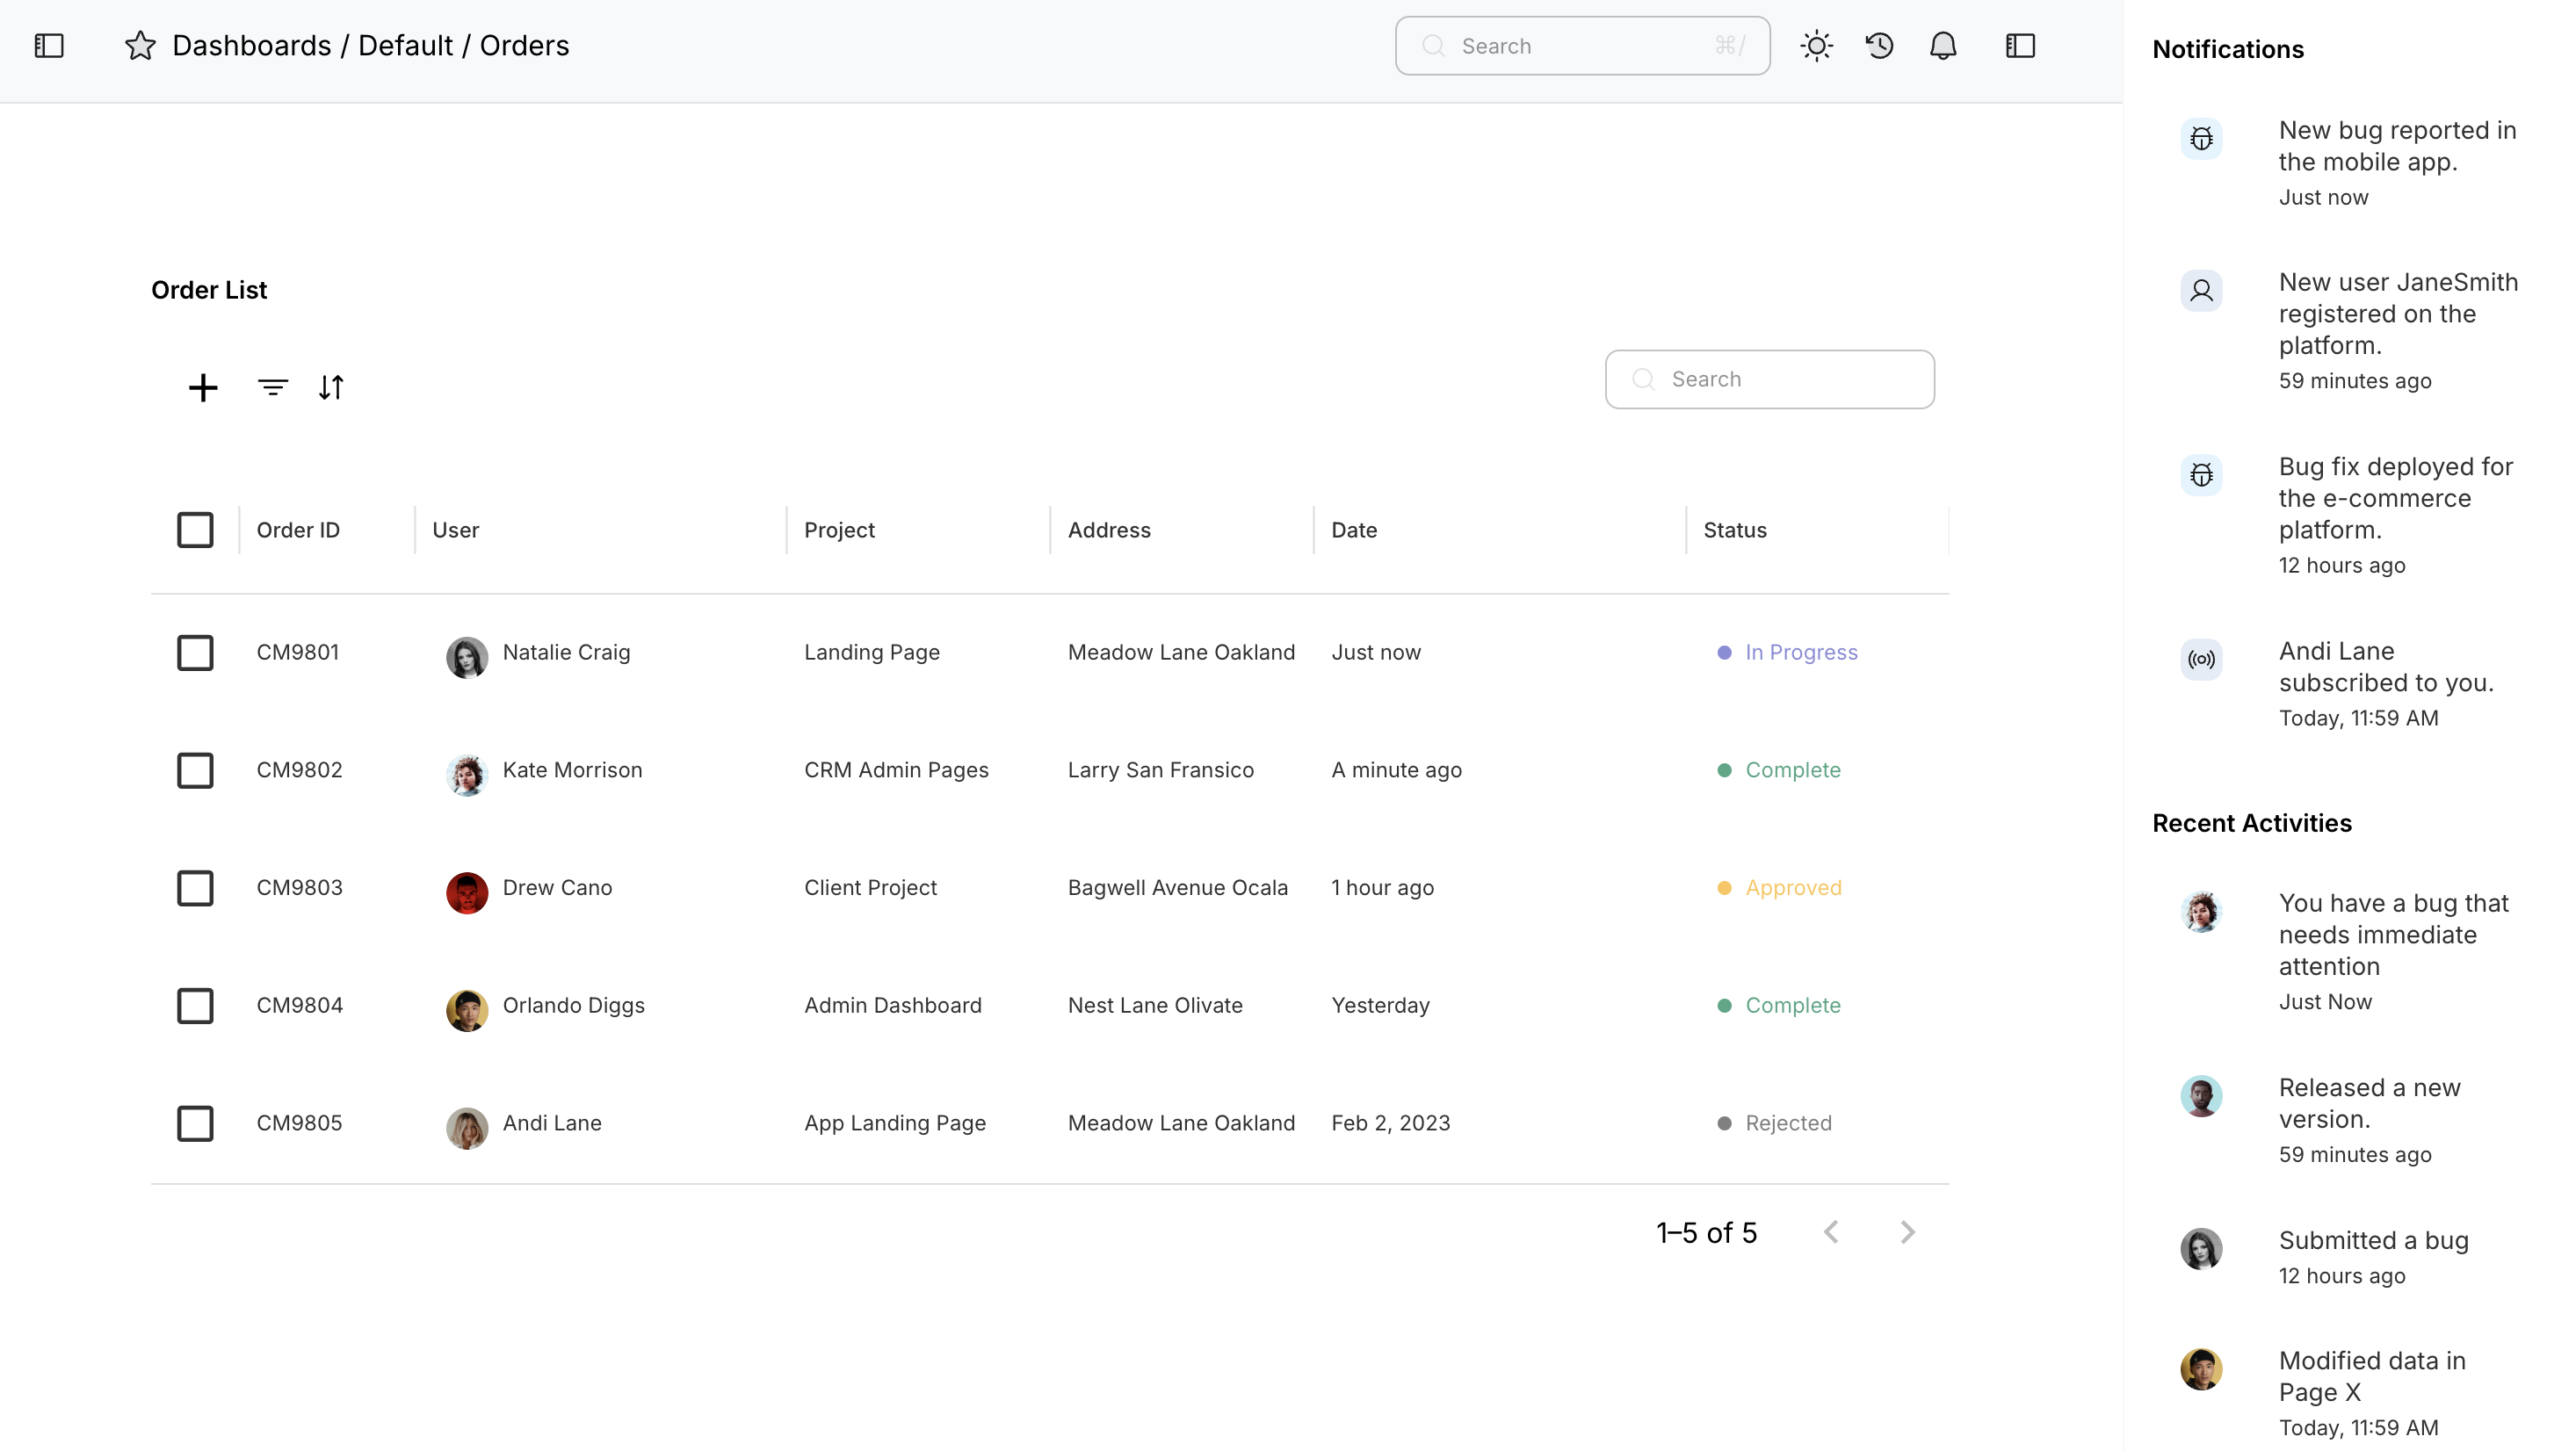 Dashboards / Default / Orders
Search ⌘/
Order List
Search
Order ID User Project Address Date Status
CM9801 Natalie Craig Landing Page Meadow Lane Oakland Just now In Progress
CM9802 Kate Morrison CRM Admin Pages Larry San Fransico A minute ago Complete
CM9803 Drew Cano Client Project Bagwell Avenue Ocala 1 hour ago Approved
CM9804 Orlando Diggs Admin Dashboard Nest Lane Olivate Yesterday Complete
CM9805 Andi Lane App Landing Page Meadow Lane Oakland Feb 2, 2023 Rejected
1–5 of 5
Notifications
New bug reported in
the mobile app.
Just now
New user JaneSmith
registered on the
platform.
59 minutes ago
Bug fix deployed for
the e-commerce
platform.
12 hours ago
Andi Lane
subscribed to you.
Today, 11:59 AM
Recent Activities
You have a bug that
needs immediate
attention
Just Now
Released a new
version.
59 minutes ago
Submitted a bug
12 hours ago
Modified data in
Page X
Today, 11:59 AM